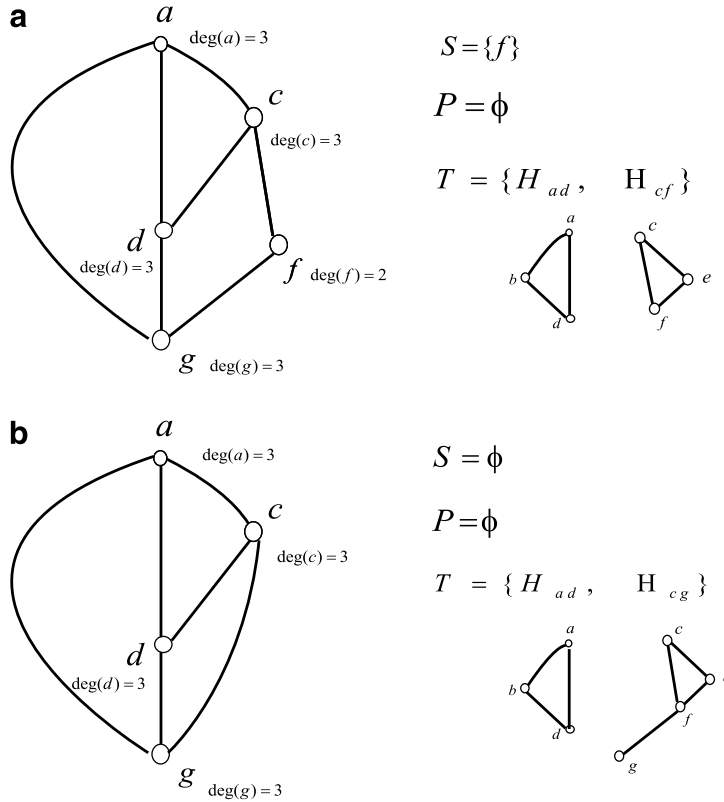 a
a
deg(a) = 3
S = {f}
c
P = ϕ
deg(c) = 3
T = {H ad , H cf }
a
c
d
b
e
deg(d) = 3
f
deg(f) = 2
d
f
g
deg(g) = 3
b
a
deg(a) = 3
S = ϕ
c
P = ϕ
deg(c) = 3
T = { H ad , H cg }
a
c
d
b
deg(d) = 3
d
f
g
g
deg(g) = 3